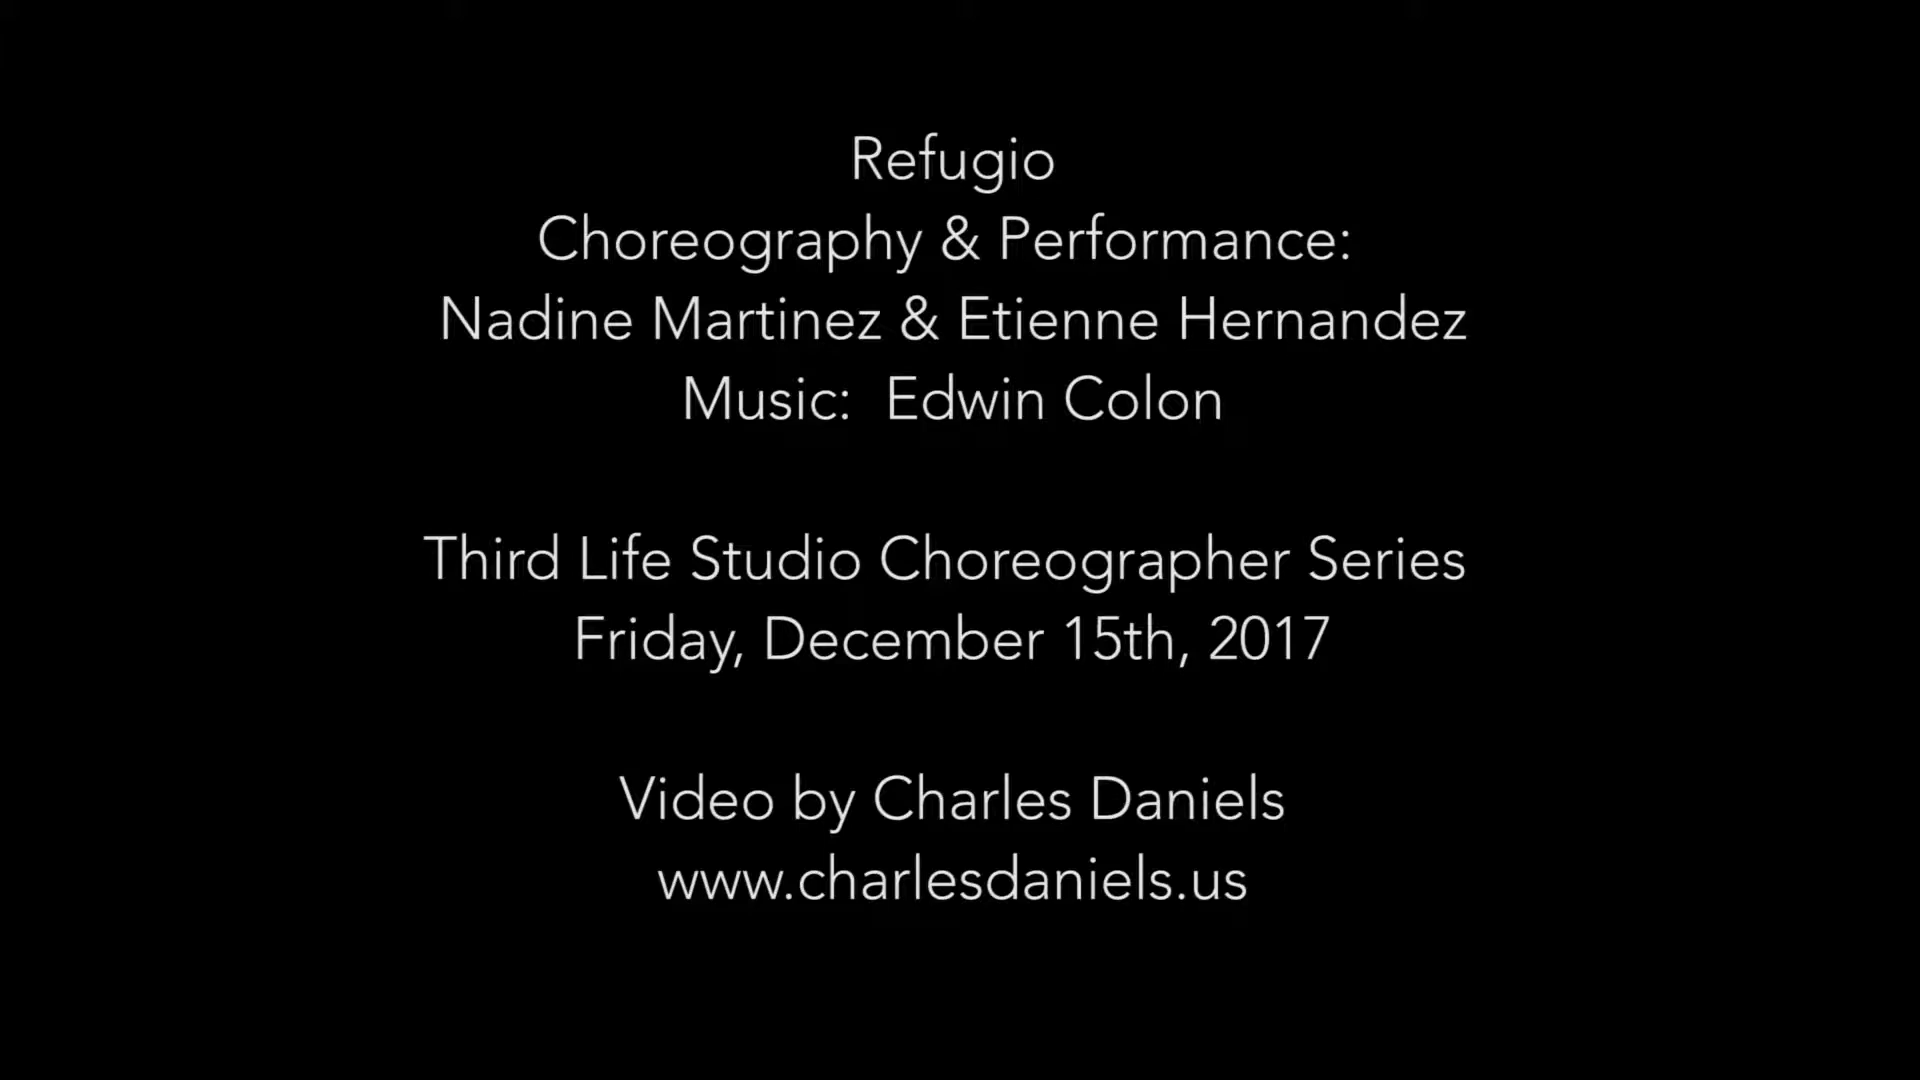 Refugio
Choreography & Performance:
Nadine Martinez & Etienne Hernandez
Music:  Edwin Colon
Third Life Studio Choreographer Series
Friday, December 15th, 2017
Video by Charles Daniels
www.charlesdaniels.us